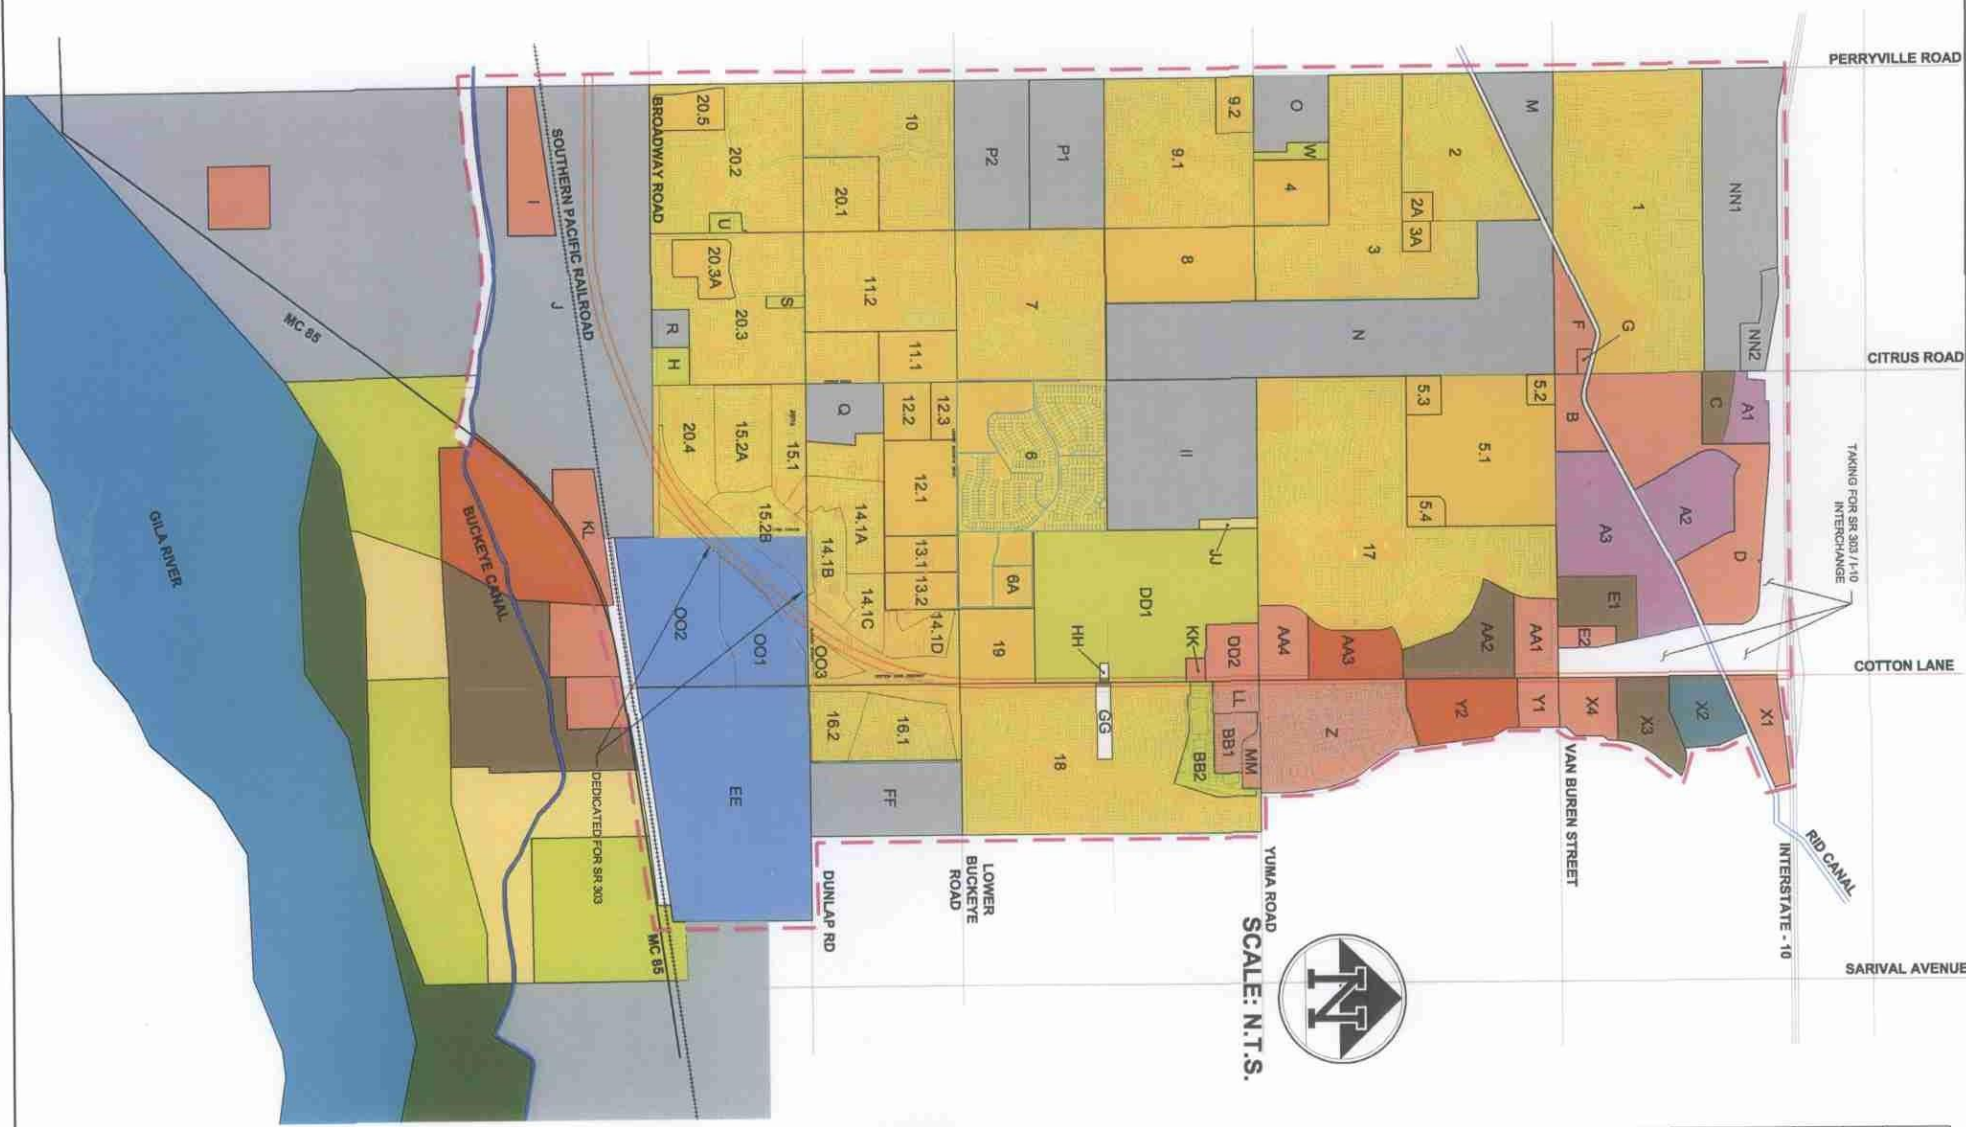 PERRYVILLE ROAD
CITRUS ROAD
COTTON LANE
SARIVAL AVENUE
TAKING FOR SR 303 / I-10
INTERCHANGE
INTERSTATE - 10
RID CANAL
VAN BUREN STREET
YUMA ROAD
LOWER
BUCKEYE
ROAD
DUNLAP RD
BROADWAY ROAD
SOUTHERN PACIFIC RAILROAD
MC 85
MC 85
BUCKEYE CANAL
GILA RIVER
DEDICATED FOR SR 303
SCALE: N.T.S.
N
NN1
NN2
1
M
G
F
2
2A
3A
3
O
W
4
N
9.2
9.1
8
P1
P2
7
10
20.1
11.2
11.1
20.5
20.2
U
20.3A
S
20.3
R
H
I
J
A1
C
B
A2
A3
D
E1
E2
5.2
5.3
5.1
5.4
17
AA1
AA2
AA3
AA4
II
JJ
DD1
DD2
KK
HH
6
6A
19
12.3
12.2
12.1
13.1
13.2
Q
14.1A
14.1B
14.1C
14.1D
15.1
15.2A
15.2B
20.4
OO1
OO2
OO3
KL
X1
X2
X3
X4
Y1
Y2
Z
LL
BB1
MM
BB2
GG
18
16.1
16.2
FF
EE